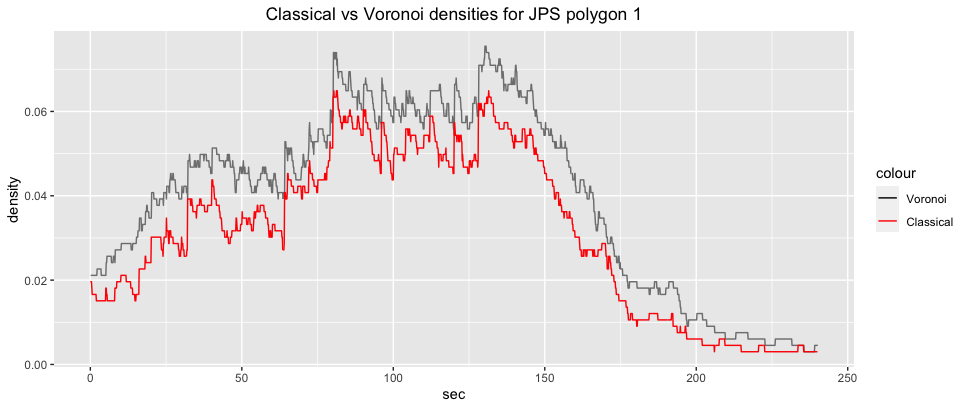 Classical vs Voronoi densities for JPS polygon 1
density
0.06
0.04
0.02
0.00
0 50 100 150 200 250
sec
colour
Voronoi
Classical